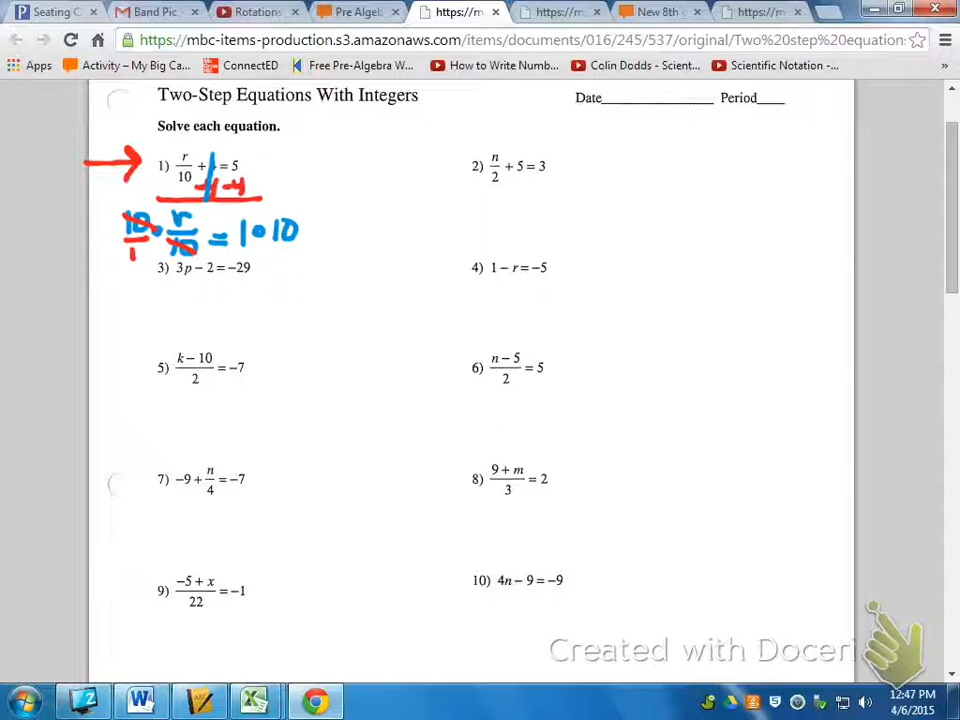 Seating C
Band Pic -
Rotations
Pre Algeb
https://m
https://m
New 8th g
https://m
https://mbc-items-production.s3.amazonaws.com/items/documents/016/245/537/original/Two%20step%20equation
Apps Activity – My Big Ca... ConnectED Free Pre-Algebra W... How to Write Numb... Colin Dodds - Scient... Scientific Notation ... »
Two-Step Equations With Integers
Date________________ Period____
Solve each equation.
1) r/10 + = 5
-4 -4
10/1 • r/10 = 1 • 10
2) n/2 + 5 = 3
3) 3p − 2 = −29
4) 1 − r = −5
5) (k − 10)/2 = −7
6) (n − 5)/2 = 5
7) −9 + n/4 = −7
8) (9 + m)/3 = 2
9) (−5 + x)/22 = −1
10) 4n − 9 = −9
Created with Doceri
12:47 PM
4/6/2015